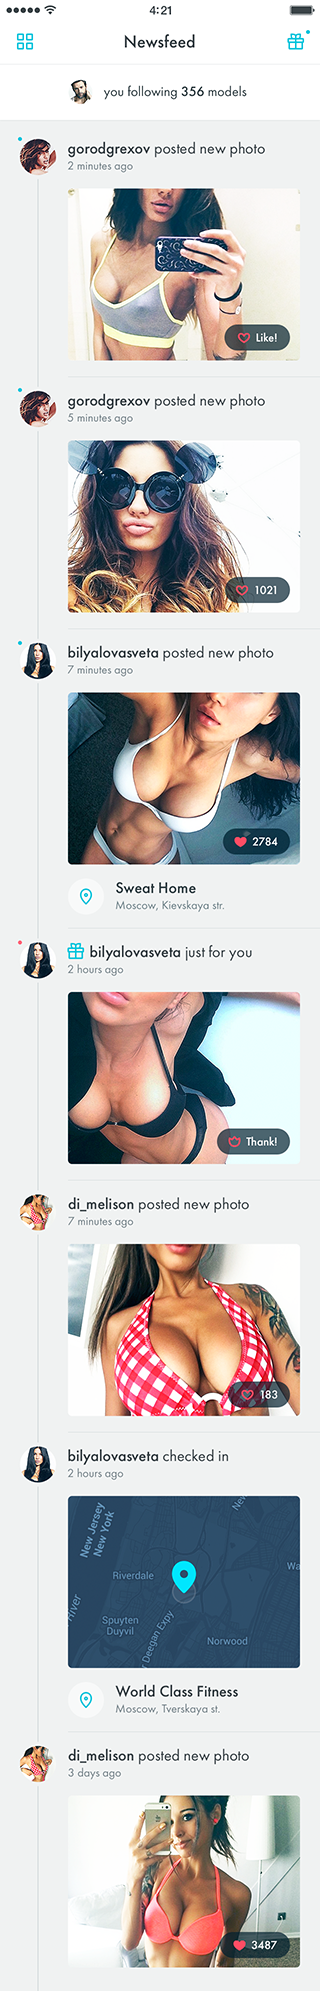 4:21
Newsfeed
you following 356 models
gorodgrexov posted new photo
2 minutes ago
Like!
gorodgrexov posted new photo
5 minutes ago
1021
bilyalovasveta posted new photo
7 minutes ago
2784
Sweat Home
Moscow, Kievskaya str.
bilyalovasveta just for you
2 hours ago
Thank!
di_melison posted new photo
7 minutes ago
183
bilyalovasveta checked in
2 hours ago
New Jersey
New York
New
Riverdale
Wa
River
Spuyten
Duyvil
r Deegan Expy
Norwood
World Class Fitness
Moscow, Tverskaya st.
di_melison posted new photo
3 days ago
3487